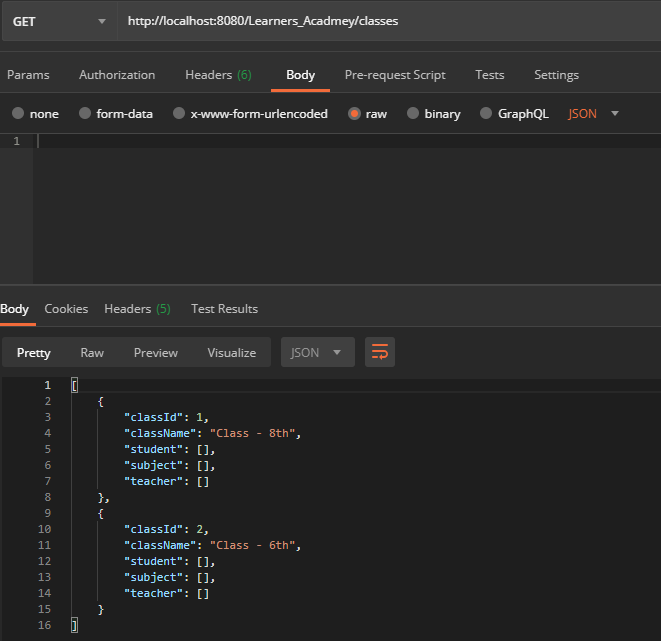 GET http://localhost:8080/Learners_Acadmey/classes
Params Authorization Headers (6) Body Pre-request Script Tests Settings
none form-data x-www-form-urlencoded raw binary GraphQL JSON
1
Body Cookies Headers (5) Test Results
Pretty Raw Preview Visualize JSON
1 [
2 {
3 "classId": 1,
4 "className": "Class - 8th",
5 "student": [],
6 "subject": [],
7 "teacher": []
8 },
9 {
10 "classId": 2,
11 "className": "Class - 6th",
12 "student": [],
13 "subject": [],
14 "teacher": []
15 }
16 ]